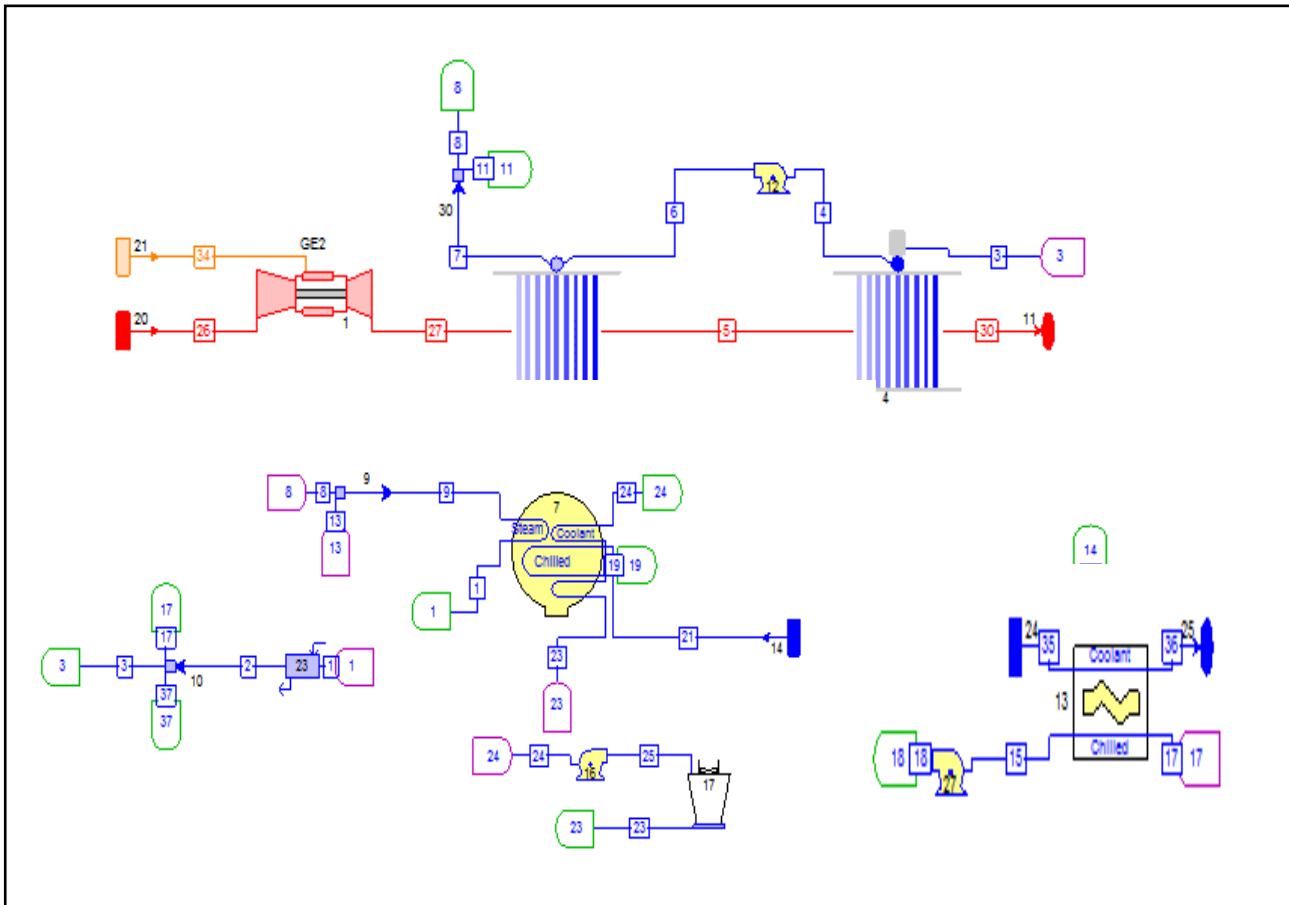 8
8
11 11
30
12
6 4
21 34 GE2
7
3 3
20 26 1 27 5 30 11
4
8 8 9 9
13
13
24 24
7
Steam Coolant
Chilled
19 19
1
1
21 14
23
23
14
17
17
3 3 2 23 1 1
10
37
37
24 35 36 25
Coolant
13
Chilled
18 18 27 15 17 17
24 24 16 25 17
23 23